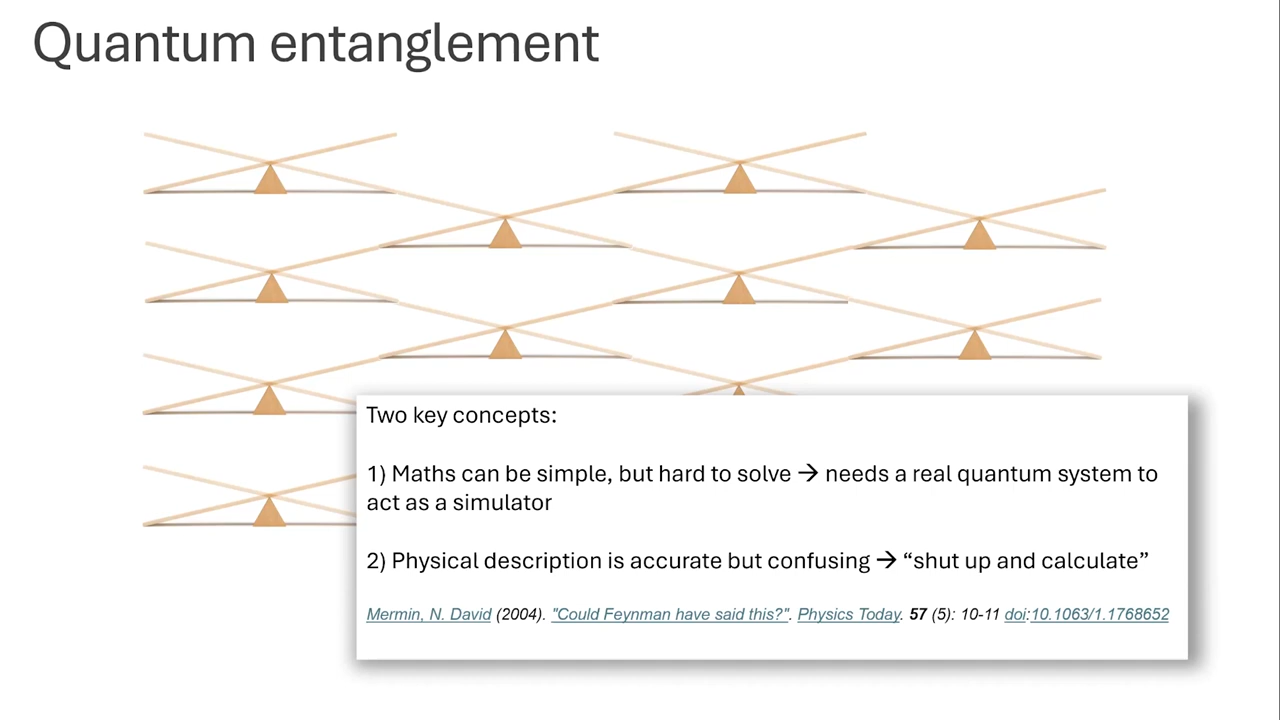 Quantum entanglement
Two key concepts:
1) Maths can be simple, but hard to solve → needs a real quantum system to
act as a simulator
2) Physical description is accurate but confusing → “shut up and calculate”
Mermin, N. David (2004). "Could Feynman have said this?". Physics Today. 57 (5): 10-11 doi:10.1063/1.1768652